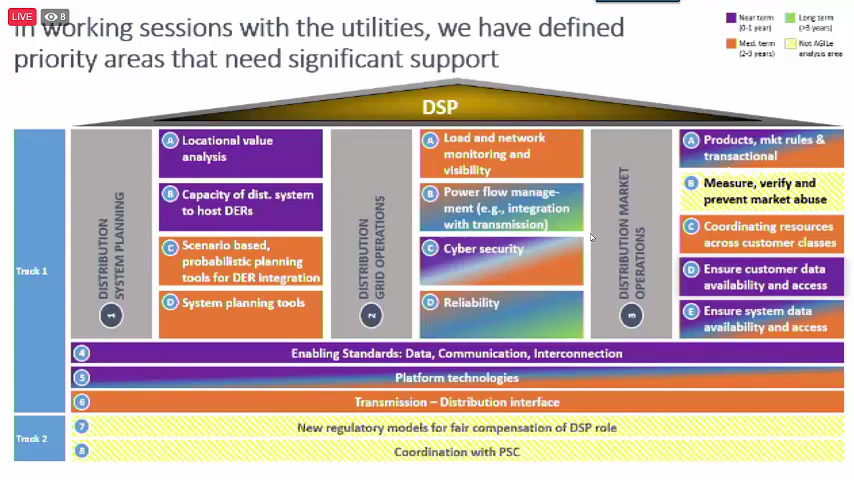 LIVE 8
In working sessions with the utilities, we have defined
priority areas that need significant support
Near term
(0-1 year)
Long term
(>5 years)
Med. term
(2-3 years)
Not AGILe
analysis area
DSP
Track 1
1 DISTRIBUTION
SYSTEM PLANNING
A Locational value
analysis
B Capacity of dist. system
to host DERs
C Scenario based,
probabilistic planning
tools for DER Integration
D System planning tools
2 DISTRIBUTION
GRID OPERATIONS
A Load and network
monitoring and
visibility
B Power flow manage-
ment (e.g., integration
with transmission)
C Cyber security
D Reliability
3 DISTRIBUTION MARKET
OPERATIONS
A Products, mkt rules &
transactional
B Measure, verify and
prevent market abuse
C Coordinating resources
across customer classes
D Ensure customer data
availability and access
E Ensure system data
availability and access
4 Enabling Standards: Data, Communication, Interconnection
5 Platform technologies
6 Transmission – Distribution interface
Track 2
7 New regulatory models for fair compensation of DSP role
8 Coordination with PSC